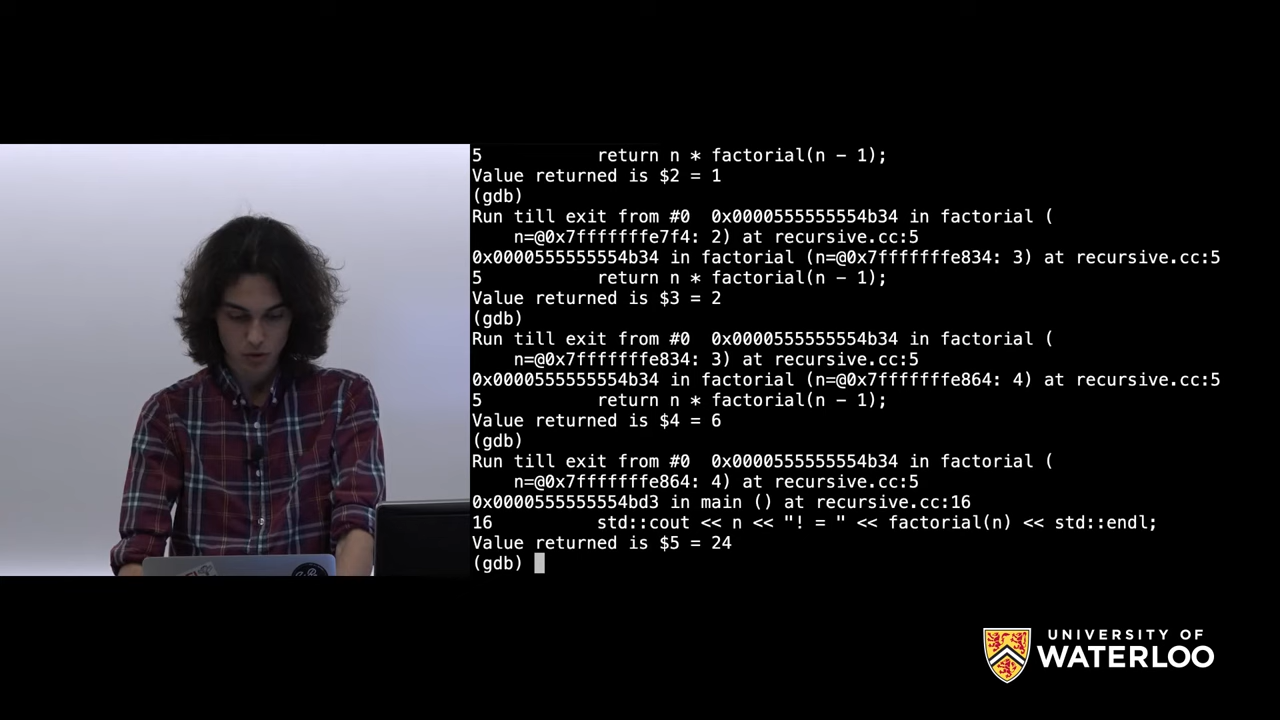 5           return n * factorial(n - 1);
Value returned is $2 = 1
(gdb)
Run till exit from #0  0x0000555555554b34 in factorial (
    n=@0x7fffffffe7f4: 2) at recursive.cc:5
0x0000555555554b34 in factorial (n=@0x7fffffffe834: 3) at recursive.cc:5
5           return n * factorial(n - 1);
Value returned is $3 = 2
(gdb)
Run till exit from #0  0x0000555555554b34 in factorial (
    n=@0x7fffffffe834: 3) at recursive.cc:5
0x0000555555554b34 in factorial (n=@0x7fffffffe864: 4) at recursive.cc:5
5           return n * factorial(n - 1);
Value returned is $4 = 6
(gdb)
Run till exit from #0  0x0000555555554b34 in factorial (
    n=@0x7fffffffe864: 4) at recursive.cc:5
0x0000555555554bd3 in main () at recursive.cc:16
16          std::cout << n << "! = " << factorial(n) << std::endl;
Value returned is $5 = 24
(gdb)
UNIVERSITY OF
WATERLOO